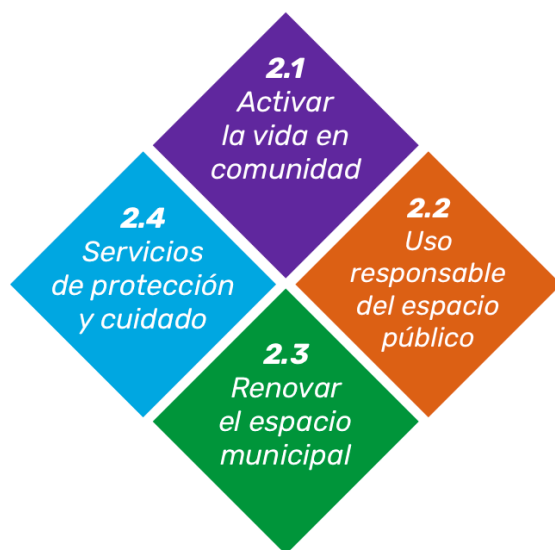 2.1
Activar
la vida en
comunidad
2.2
Uso
responsable
del espacio
público
2.3
Renovar
el espacio
municipal
2.4
Servicios
de protección
y cuidado